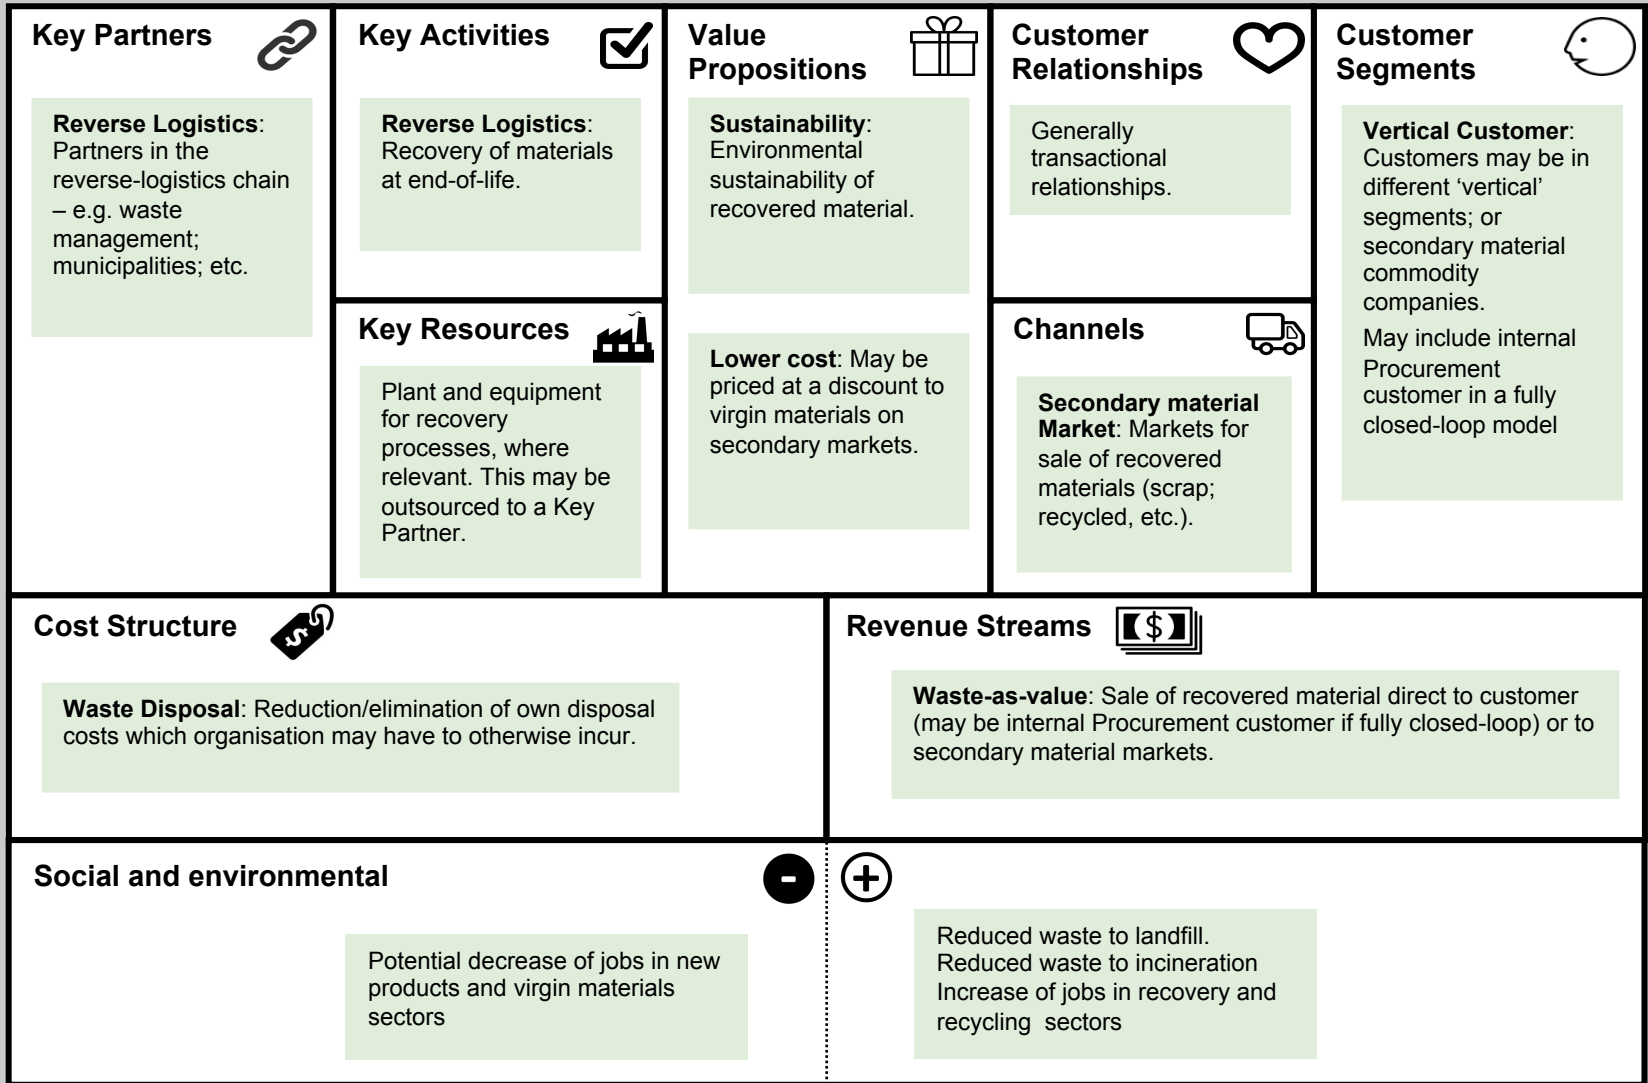 Key Partners
Reverse Logistics:
Partners in the
reverse-logistics chain
– e.g. waste
management;
municipalities; etc.
Key Activities
Reverse Logistics:
Recovery of materials
at end-of-life.
Key Resources
Plant and equipment
for recovery
processes, where
relevant. This may be
outsourced to a Key
Partner.
Value
Propositions
Sustainability:
Environmental
sustainability of
recovered material.
Lower cost: May be
priced at a discount to
virgin materials on
secondary markets.
Customer
Relationships
Generally
transactional
relationships.
Channels
Secondary material
Market: Markets for
sale of recovered
materials (scrap;
recycled, etc.).
Customer
Segments
Vertical Customer:
Customers may be in
different ‘vertical’
segments; or
secondary material
commodity
companies.
May include internal
Procurement
customer in a fully
closed-loop model
Cost Structure
$
Waste Disposal: Reduction/elimination of own disposal
costs which organisation may have to otherwise incur.
Revenue Streams
$
Waste-as-value: Sale of recovered material direct to customer
(may be internal Procurement customer if fully closed-loop) or to
secondary material markets.
Social and environmental
-
+
Potential decrease of jobs in new
products and virgin materials
sectors
Reduced waste to landfill.
Reduced waste to incineration
Increase of jobs in recovery and
recycling sectors